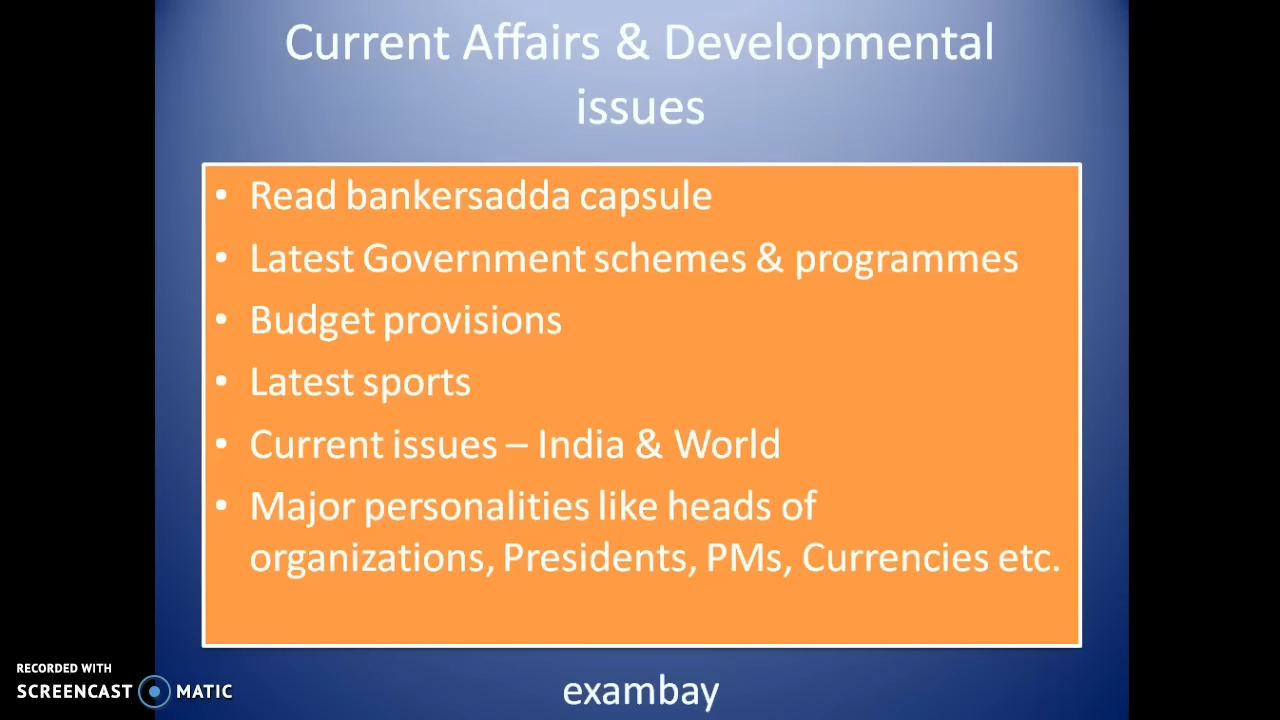 Current Affairs & Developmental
issues
• Read bankersadda capsule
• Latest Government schemes & programmes
• Budget provisions
• Latest sports
• Current issues – India & World
• Major personalities like heads of
organizations, Presidents, PMs, Currencies etc.
exambay
RECORDED WITH
SCREENCAST MATIC